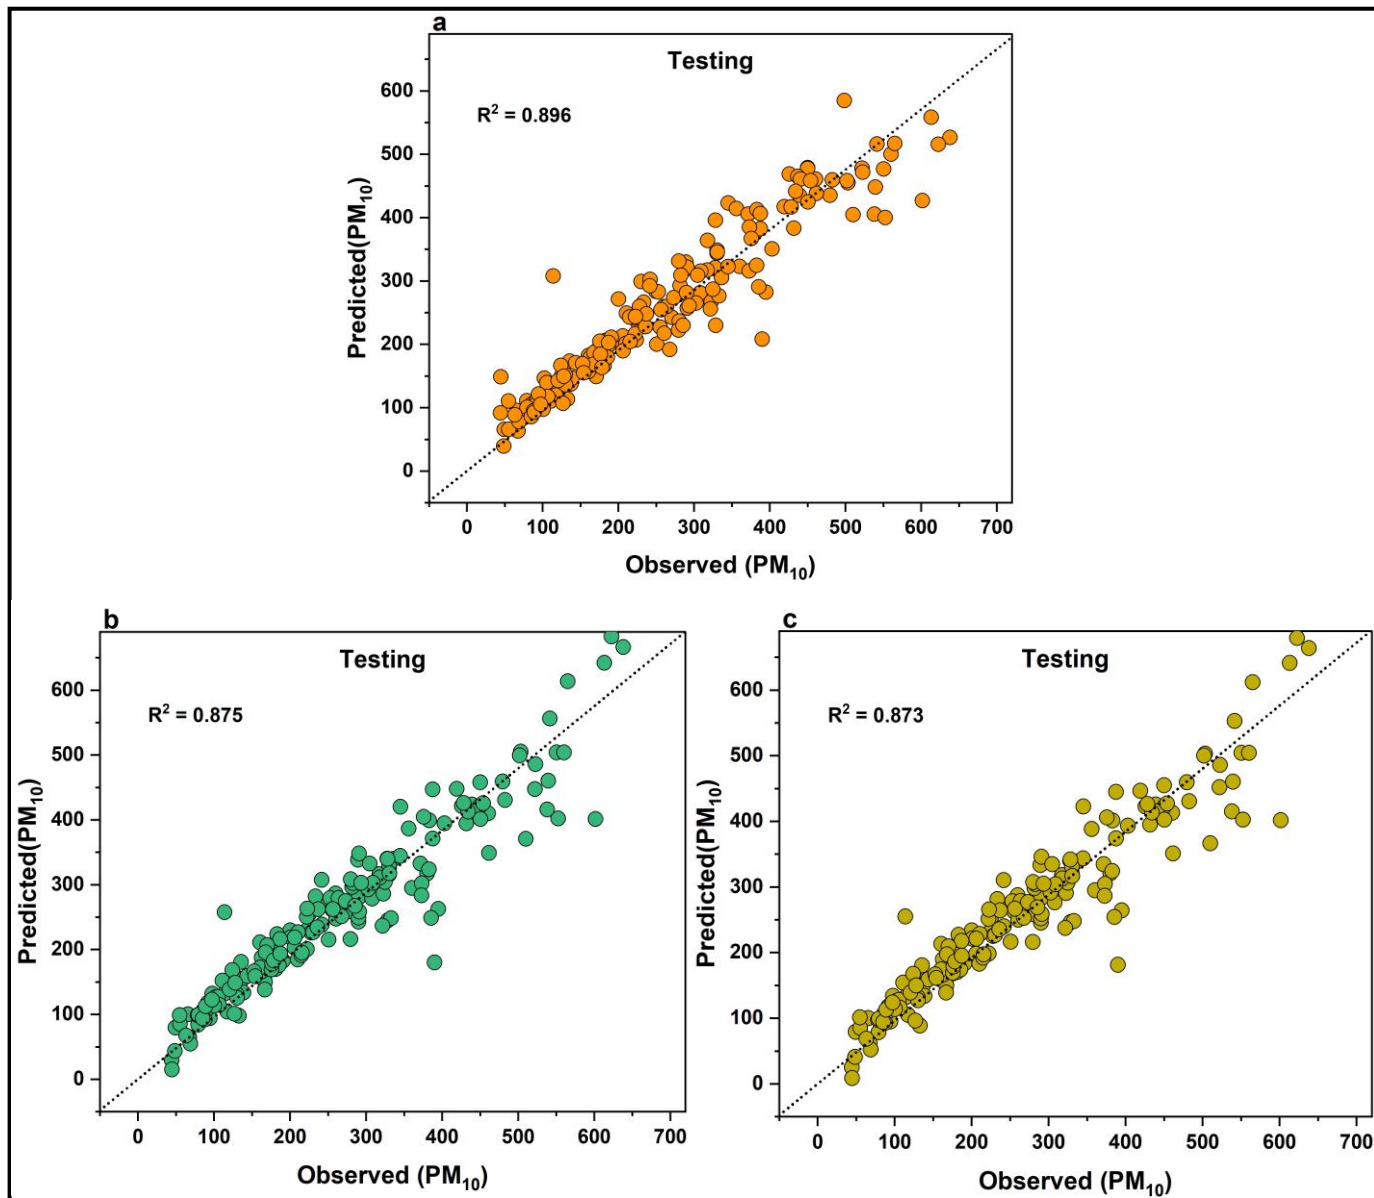 a
Testing
R² = 0.896
600
500
400
300
200
100
0
Predicted(PM₁₀)
0 100 200 300 400 500 600 700
Observed (PM₁₀)
b
Testing
R² = 0.875
600
500
400
300
200
100
0
Predicted(PM₁₀)
0 100 200 300 400 500 600 700
Observed (PM₁₀)
c
Testing
R² = 0.873
600
500
400
300
200
100
0
Predicted(PM₁₀)
0 100 200 300 400 500 600 700
Observed (PM₁₀)